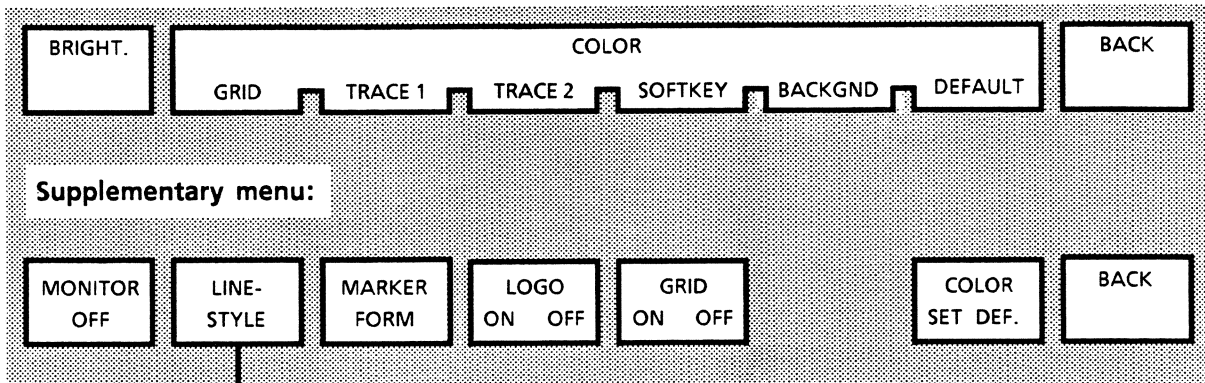 BRIGHT. COLOR BACK
GRID TRACE 1 TRACE 2 SOFTKEY BACKGND DEFAULT
Supplementary menu:
MONITOR LINE- MARKER LOGO GRID COLOR BACK
OFF STYLE FORM ON OFF ON OFF SET DEF.